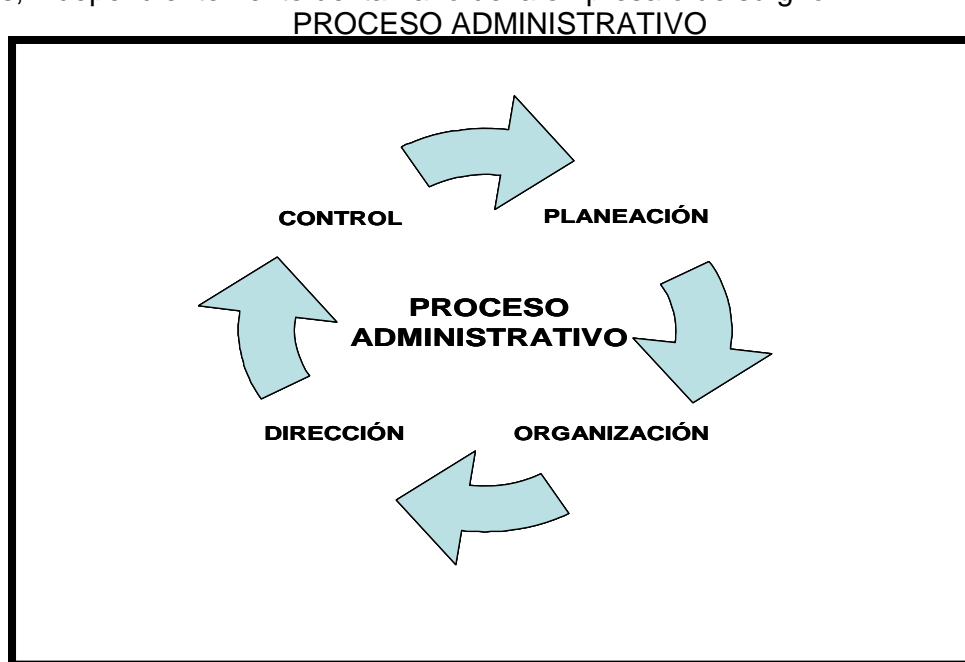 PROCESO ADMINISTRATIVO
CONTROL
PLANEACIÓN
PROCESO
ADMINISTRATIVO
DIRECCIÓN
ORGANIZACIÓN